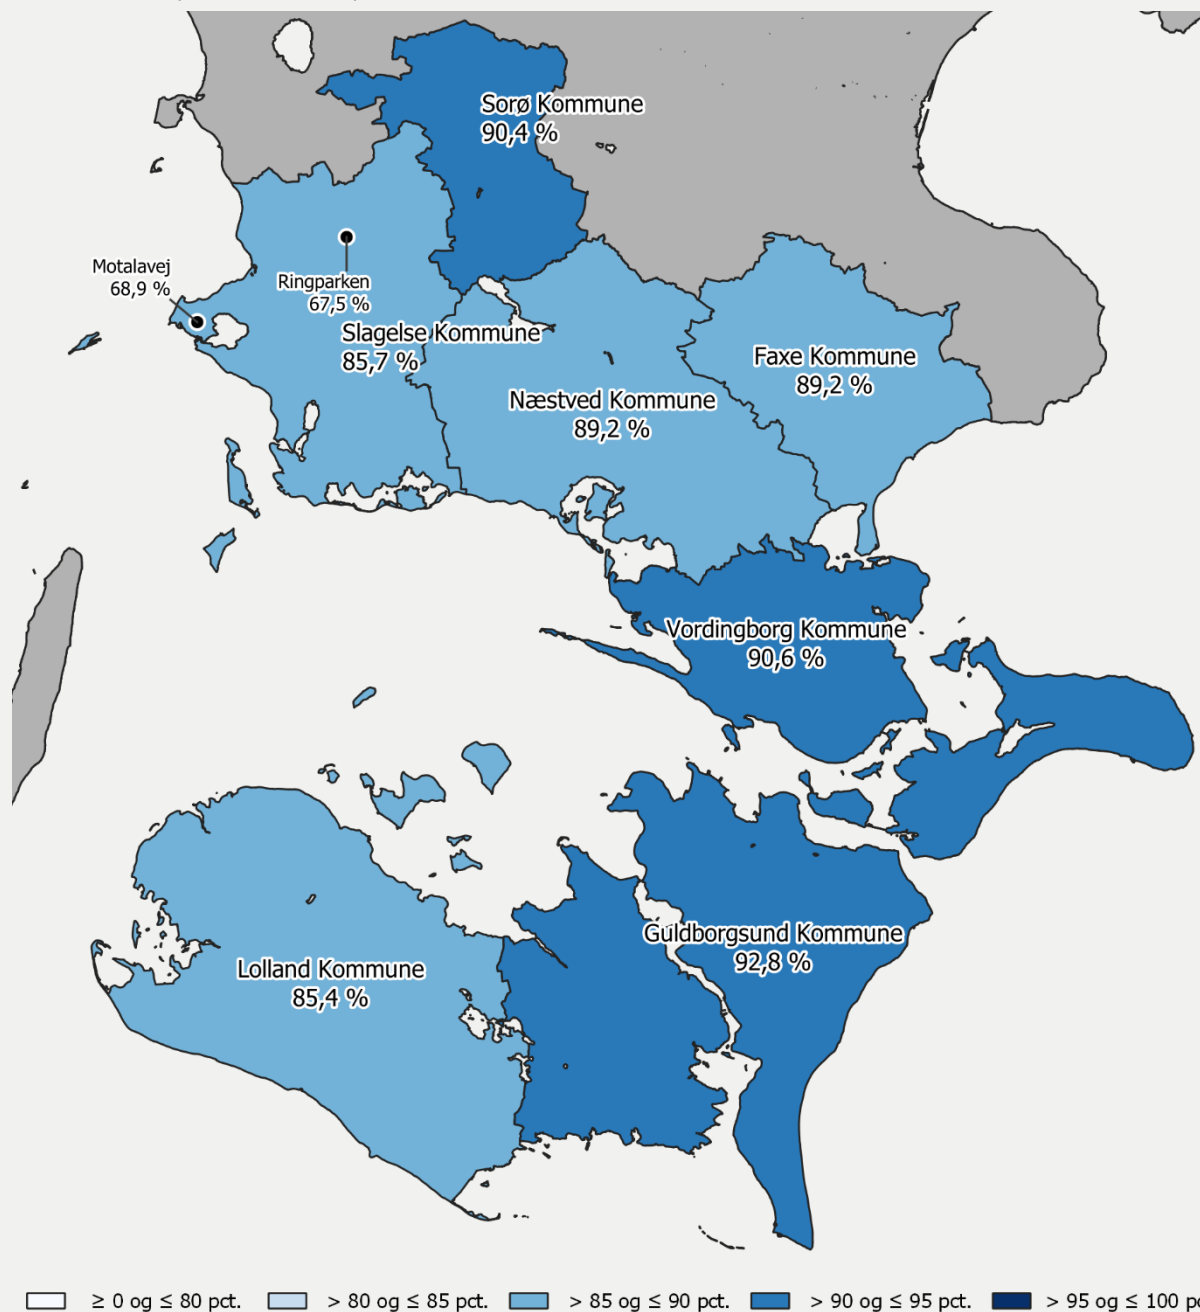 Sorø Kommune
90,4 %
Motalavej
68,9 %
Ringparken
67,5 %
Slagelse Kommune
85,7 %
Faxe Kommune
89,2 %
Næstved Kommune
89,2 %
Vordingborg Kommune
90,6 %
Guldborgsund Kommune
92,8 %
Lolland Kommune
85,4 %
≥ 0 og ≤ 80 pct. > 80 og ≤ 85 pct. > 85 og ≤ 90 pct. > 90 og ≤ 95 pct. > 95 og ≤ 100 p